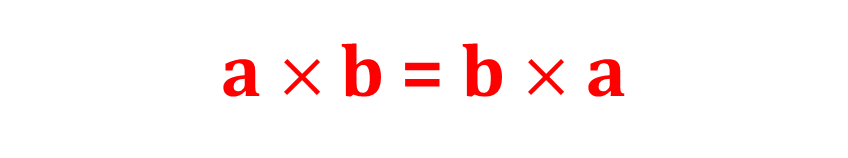 a × b = b × a